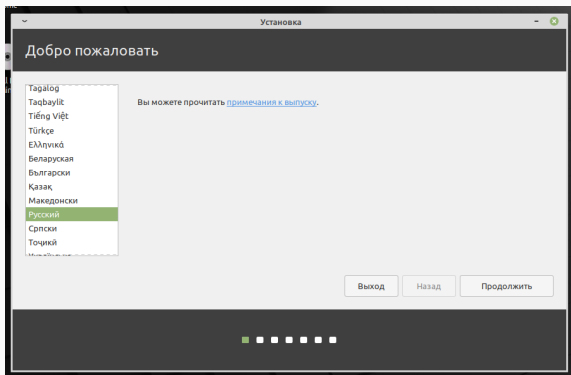 Установка
Добро пожаловать
Tagalog
Taqbaylit
Tiếng Việt
Türkçe
Ελληνικά
Беларуская
Български
Қазақ
Македонски
Русский
Српски
Тоҷикӣ
Вы можете прочитать примечания к выпуску.
Выход
Назад
Продолжить